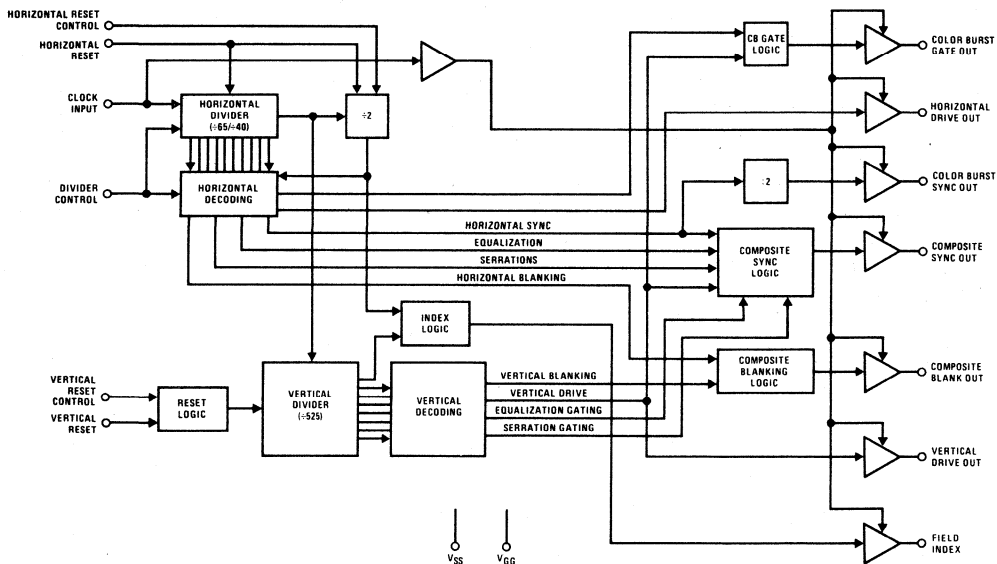 HORIZONTAL RESET
CONTROL
HORIZONTAL
RESET
CLOCK
INPUT
DIVIDER
CONTROL
HORIZONTAL
DIVIDER
(÷65/÷40)
÷2
HORIZONTAL
DECODING
CB GATE
LOGIC
COLOR BURST
GATE OUT
HORIZONTAL
DRIVE OUT
÷2
COLOR BURST
SYNC OUT
HORIZONTAL SYNC
EQUALIZATION
SERRATIONS
HORIZONTAL BLANKING
COMPOSITE
SYNC
LOGIC
COMPOSITE
SYNC OUT
INDEX
LOGIC
COMPOSITE
BLANKING
LOGIC
COMPOSITE
BLANK OUT
VERTICAL
RESET
CONTROL
VERTICAL
RESET
RESET
LOGIC
VERTICAL
DIVIDER
(÷525)
VERTICAL
DECODING
VERTICAL BLANKING
VERTICAL DRIVE
EQUALIZATION GATING
SERRATION GATING
VERTICAL
DRIVE OUT
FIELD
INDEX
VSS
VGG